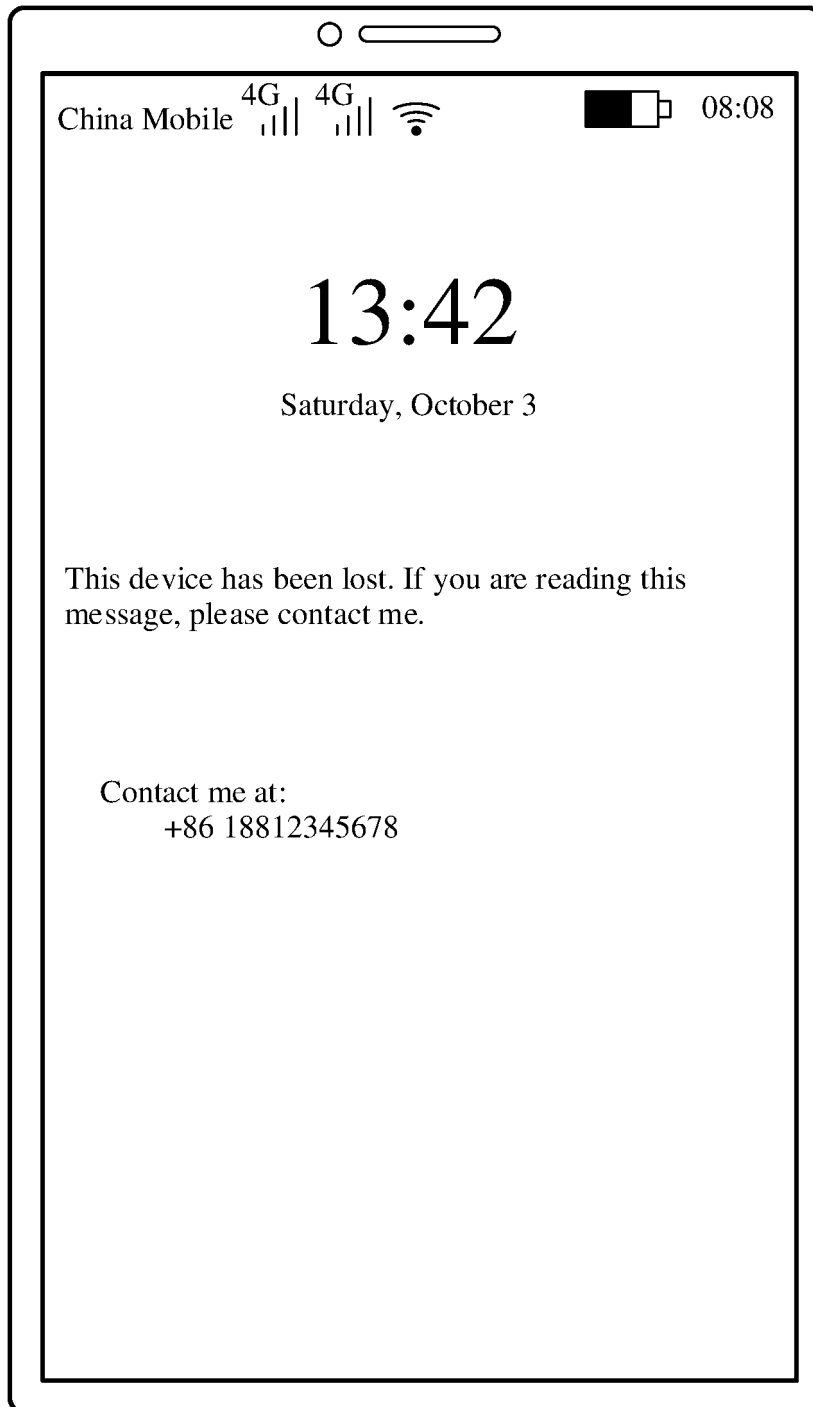 China Mobile 4G 4G 08:08
13:42
Saturday, October 3
This device has been lost. If you are reading this
message, please contact me.
Contact me at:
+86 18812345678